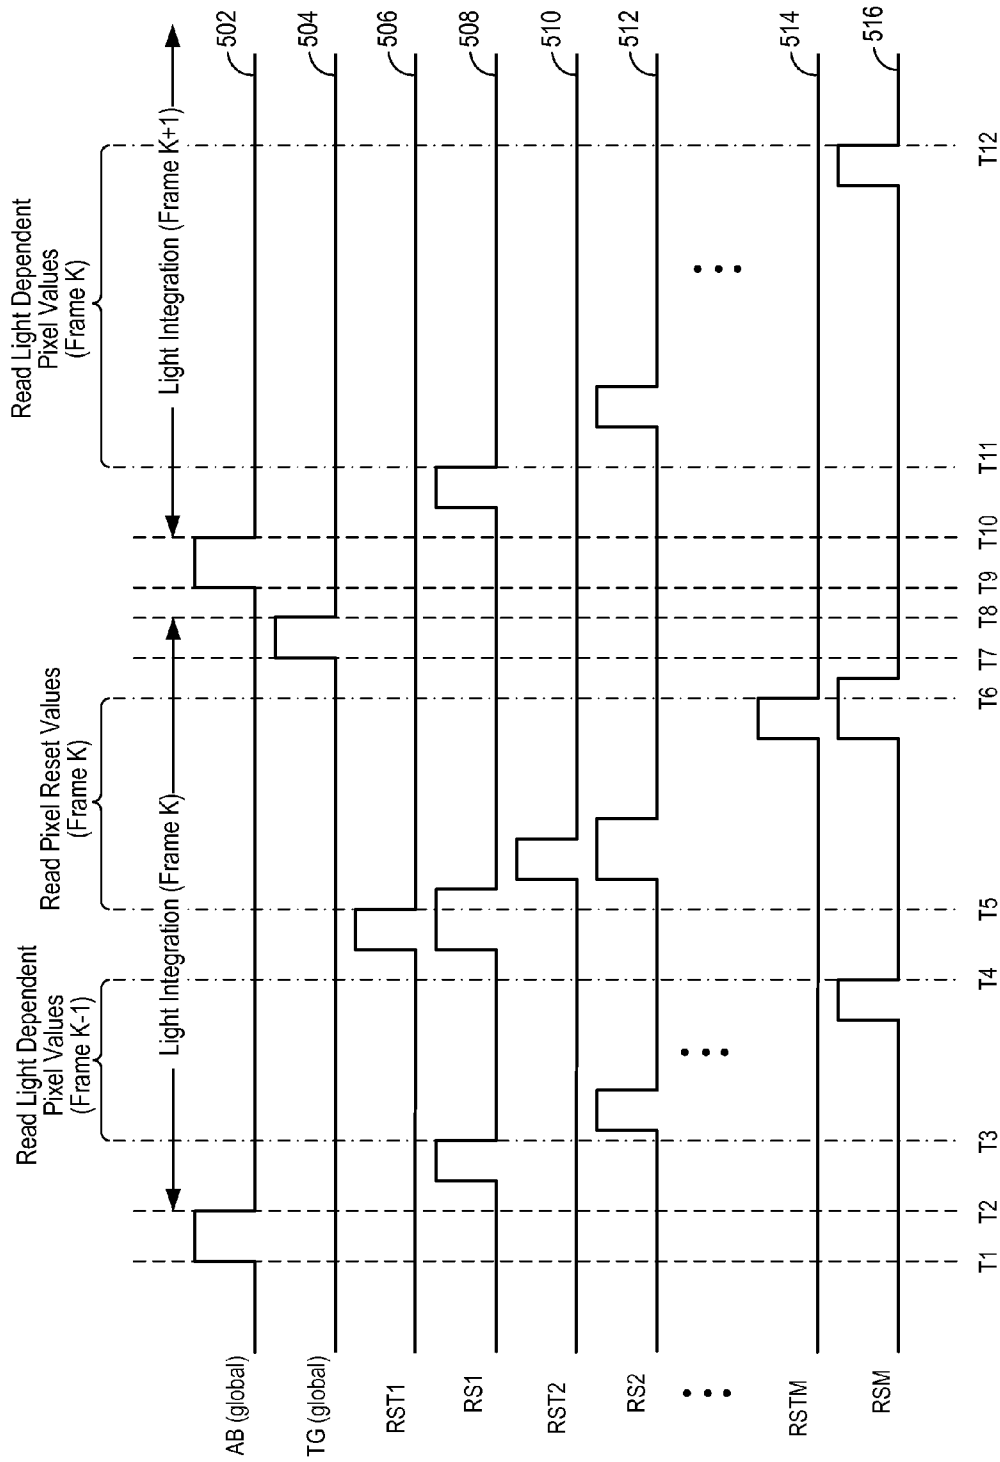 Read Light Dependent
Pixel Values
(Frame K-1)
Read Pixel Reset Values
(Frame K)
Read Light Dependent
Pixel Values
(Frame K)
Light Integration (Frame K)
Light Integration (Frame K+1)
AB (global)
502
TG (global)
504
RST1
506
RS1
508
RST2
510
RS2
512
RSTM
514
RSM
516
T1
T2
T3
T4
T5
T6
T7
T8
T9
T10
T11
T12